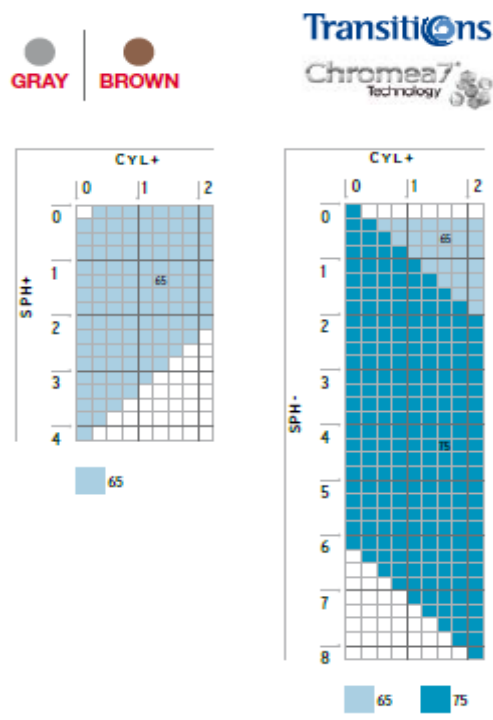 Transitions
GRAY
BROWN
Chromea7
Technology
CYL+
0 1 2
SPH+
0
1
2
3
4
65
65
CYL+
0 1 2
SPH-
0
1
2
3
4
5
6
7
8
65
75
65 75